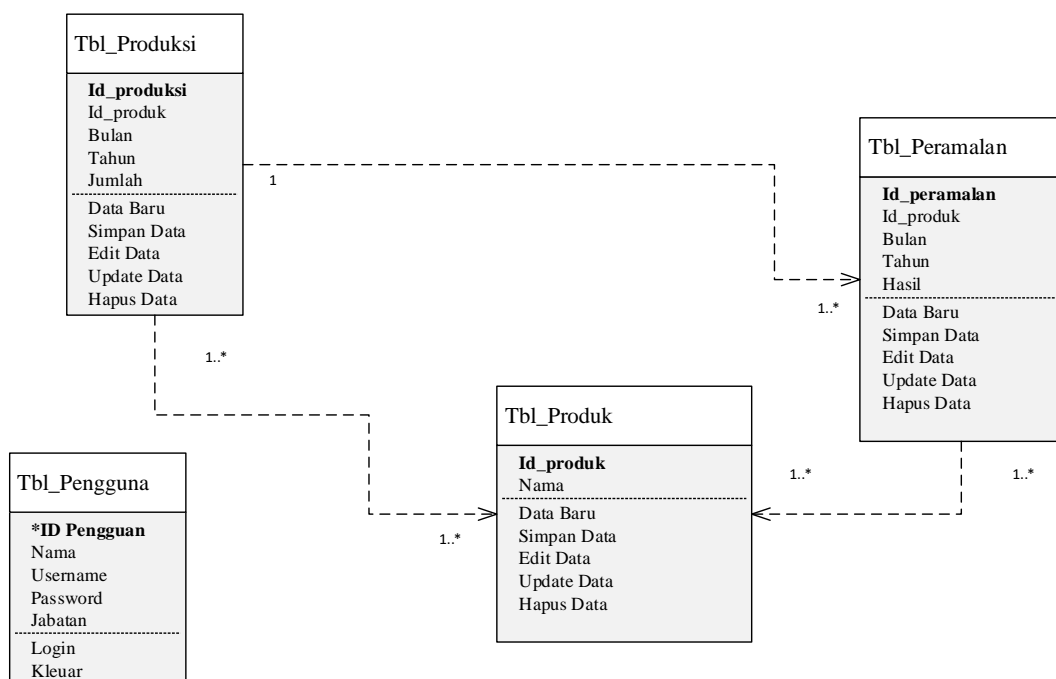 Tbl_Produksi
Id_produksi
Id_produk
Bulan
Tahun
Jumlah
Data Baru
Simpan Data
Edit Data
Update Data
Hapus Data
1
1..*
Tbl_Peramalan
Id_peramalan
Id_produk
Bulan
Tahun
Hasil
Data Baru
Simpan Data
Edit Data
Update Data
Hapus Data
1..*
1..*
Tbl_Produk
Id_produk
Nama
Data Baru
Simpan Data
Edit Data
Update Data
Hapus Data
1..*
1..*
Tbl_Pengguna
*ID Pengguan
Nama
Username
Password
Jabatan
Login
Kleuar